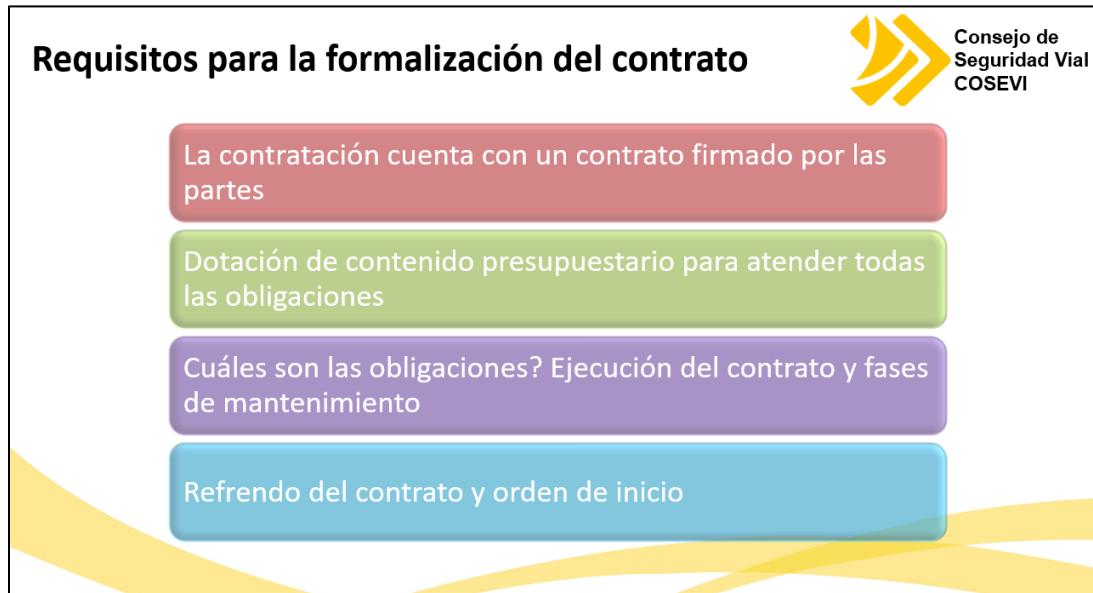 Requisitos para la formalización del contrato
Consejo de
Seguridad Vial
COSEVI
La contratación cuenta con un contrato firmado por las
partes
Dotación de contenido presupuestario para atender todas
las obligaciones
Cuáles son las obligaciones? Ejecución del contrato y fases
de mantenimiento
Refrendo del contrato y orden de inicio